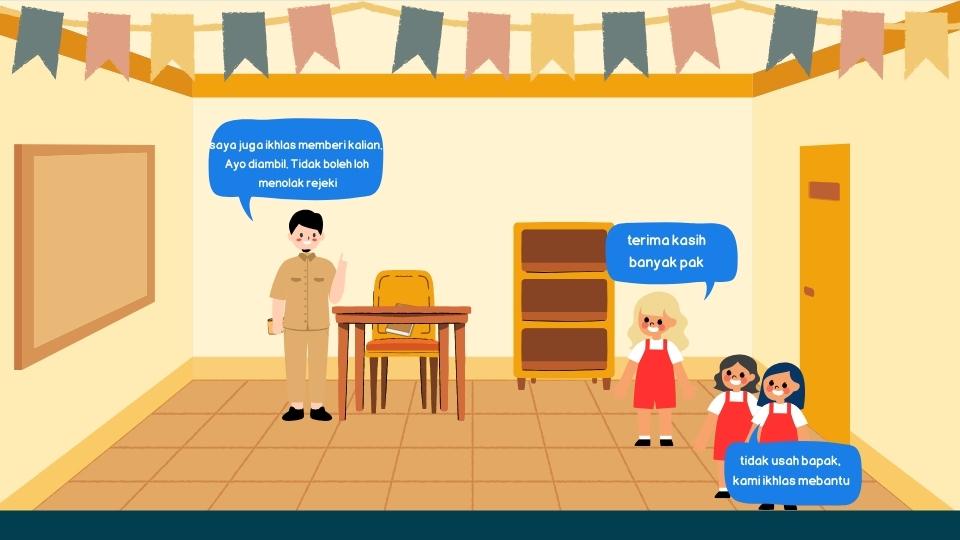 saya juga ikhlas memberi kalian.
Ayo diambil. Tidak boleh loh
menolak rejeki
terima kasih
banyak pak
tidak usah bapak,
kami ikhlas mebantu